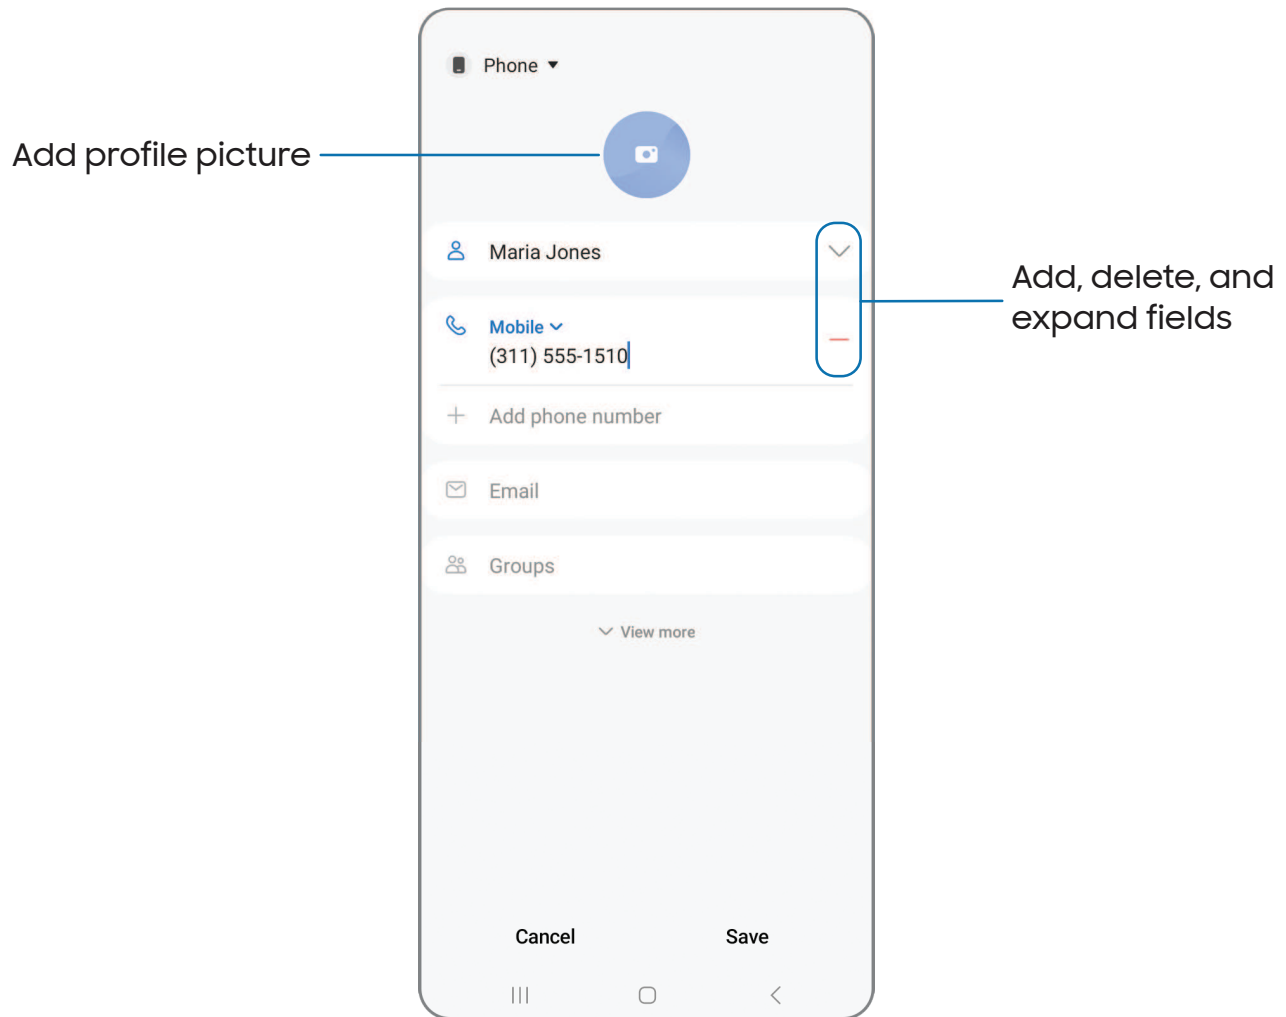 Phone
Add profile picture
Maria Jones
Add, delete, and
expand fields
Mobile
(311) 555-1510
Add phone number
Email
Groups
View more
Cancel
Save